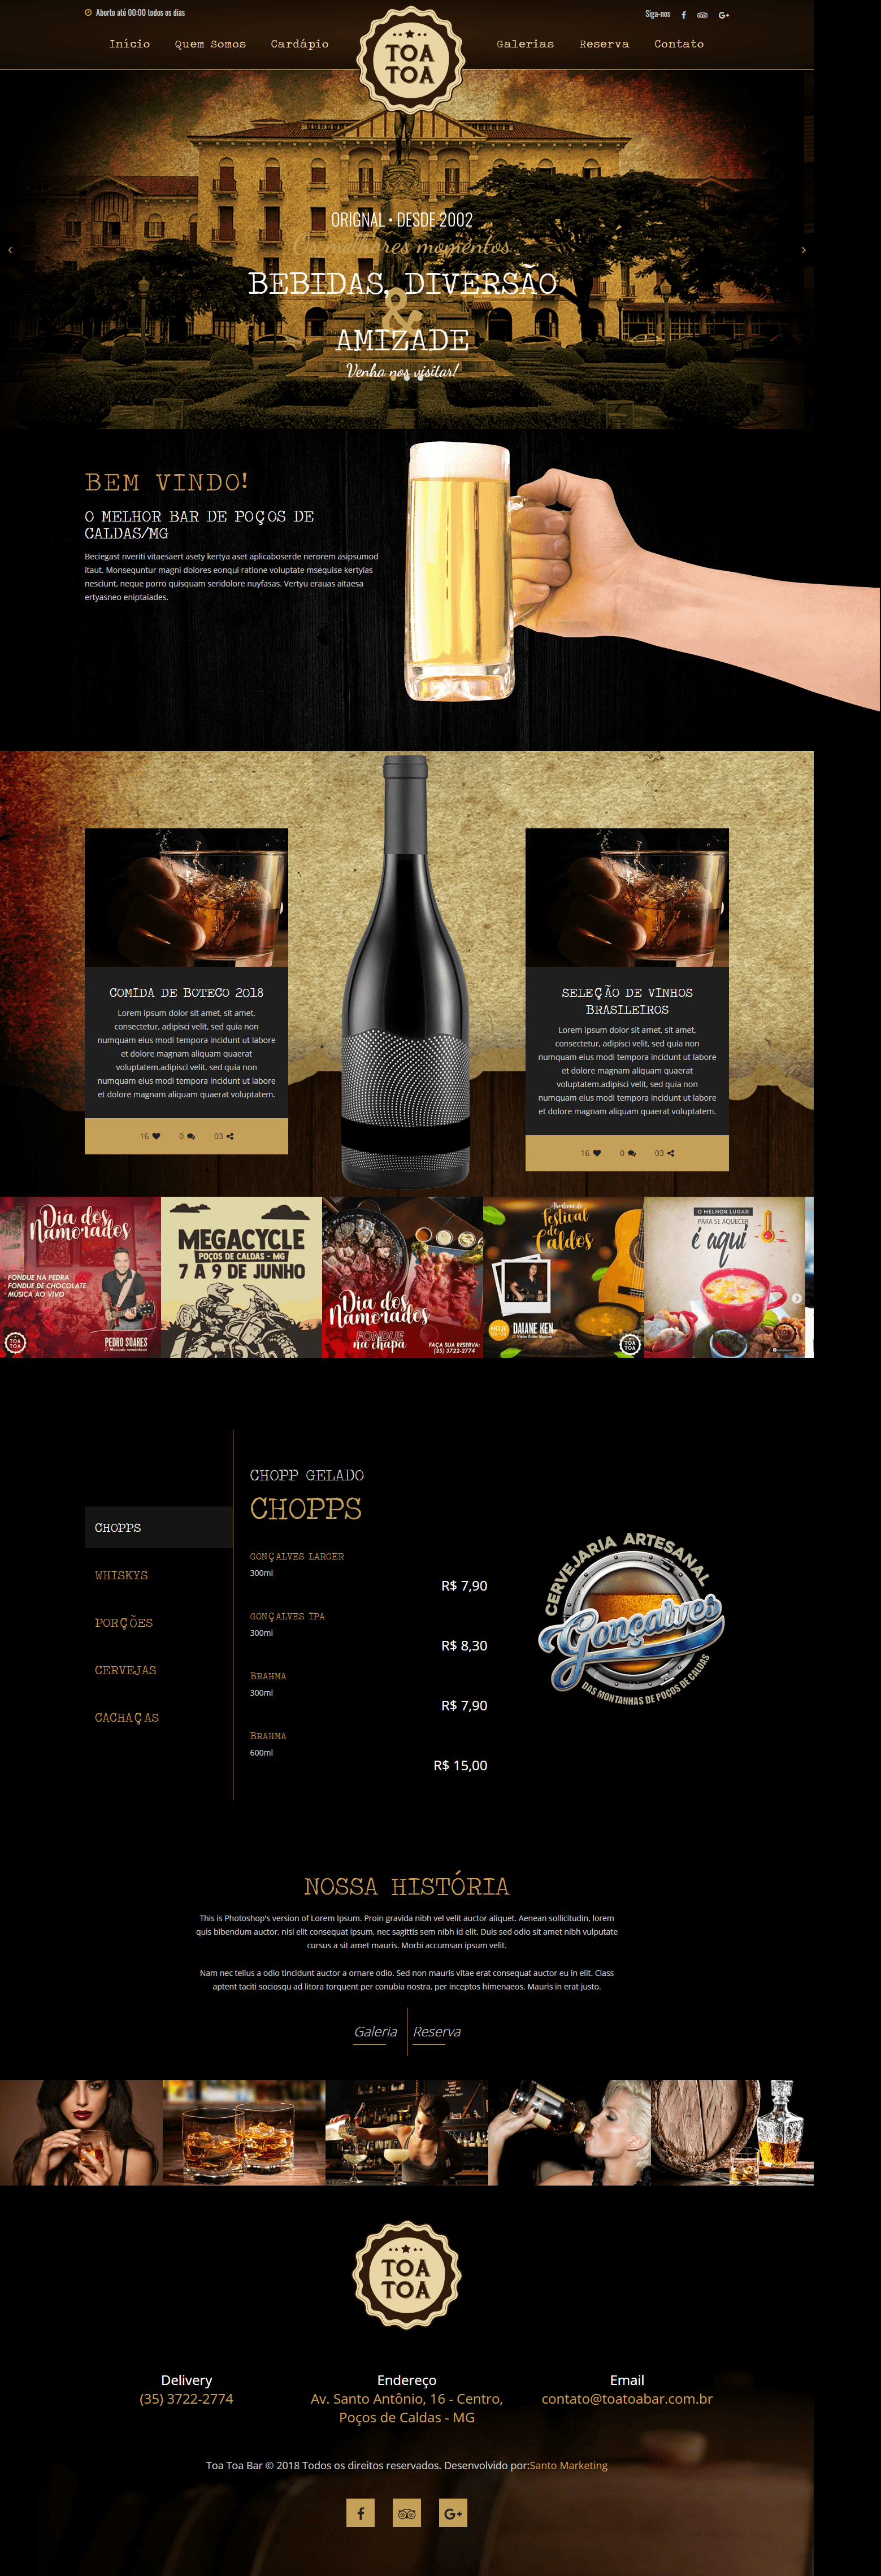 Aberto até 00:00 todos os dias
Siga-nos
Início
Quem Somos
Cardápio
TOA
TOA
Galerias
Reserva
Contato
ORIGNAL • DESDE 2002
Os melhores momentos
BEBIDAS, DIVERSÃO
&
AMIZADE
Venha nos visitar!
BEM VINDO!
O MELHOR BAR DE POÇOS DE
CALDAS/MG
Beciegast nveriti vitaesaert asety kertya aset aplicaboserde nerorem asipsumod
itaut. Monsequntur magni dolores eonqui ratione voluptate msequise kertyias
nesciunt, neque porro quisquam seridolore nuyfasas. Vertyu erauas aitaesa
ertyasneo eniptaiades.
COMIDA DE BOTECO 2018
Lorem ipsum dolor sit amet, sit amet,
consectetur, adipisci velit, sed quia non
numquam eius modi tempora incidunt ut labore
et dolore magnam aliquam quaerat
voluptatem.adipisci velit, sed quia non
numquam eius modi tempora incidunt ut labore
et dolore magnam aliquam quaerat voluptatem.
16
0
03
SELEÇÃO DE VINHOS
BRASILEIROS
Lorem ipsum dolor sit amet, sit amet,
consectetur, adipisci velit, sed quia non
numquam eius modi tempora incidunt ut labore
et dolore magnam aliquam quaerat
voluptatem.adipisci velit, sed quia non
numquam eius modi tempora incidunt ut labore
et dolore magnam aliquam quaerat voluptatem.
16
0
03
Dia dos
Namorados
FONDUE NA PEDRA
FONDUE DE CHOCOLATE
MÚSICA AO VIVO
TOA
TOA
PEDRO SOARES
Músicas românticas
MEGACYCLE
POÇOS DE CALDAS - MG
7 A 9 DE JUNHO
Dia dos
Namorados
FONDUE
na chapa
FAÇA SUA RESERVA:
(35) 3722-2774
Festival
de
Caldos
HOJE
DAIANE KEN
TOA
TOA
O MELHOR LUGAR
PARA SE AQUECER
é aqui
TOA
TOA
CHOPPS
WHISKYS
PORÇÕES
CERVEJAS
CACHAÇAS
CHOPP GELADO
CHOPPS
GONÇALVES LARGER
300ml
R$ 7,90
GONÇALVES IPA
300ml
R$ 8,30
BRAHMA
300ml
R$ 7,90
BRAHMA
600ml
R$ 15,00
CERVEJARIA ARTESANAL
Gonçalves
DAS MONTANHAS DE POÇOS DE CALDAS
NOSSA HISTÓRIA
This is Photoshop's version of Lorem Ipsum. Proin gravida nibh vel velit auctor aliquet. Aenean sollicitudin, lorem
quis bibendum auctor, nisi elit consequat ipsum, nec sagittis sem nibh id elit. Duis sed odio sit amet nibh vulputate
cursus a sit amet mauris. Morbi accumsan ipsum velit.
Nam nec tellus a odio tincidunt auctor a ornare odio. Sed non mauris vitae erat consequat auctor eu in elit. Class
aptent taciti sociosqu ad litora torquent per conubia nostra, per inceptos himenaeos. Mauris in erat justo.
Galeria
Reserva
TOA
TOA
Delivery
(35) 3722-2774
Endereço
Av. Santo Antônio, 16 - Centro,
Poços de Caldas - MG
Email
contato@toatoabar.com.br
Toa Toa Bar © 2018 Todos os direitos reservados. Desenvolvido por:Santo Marketing